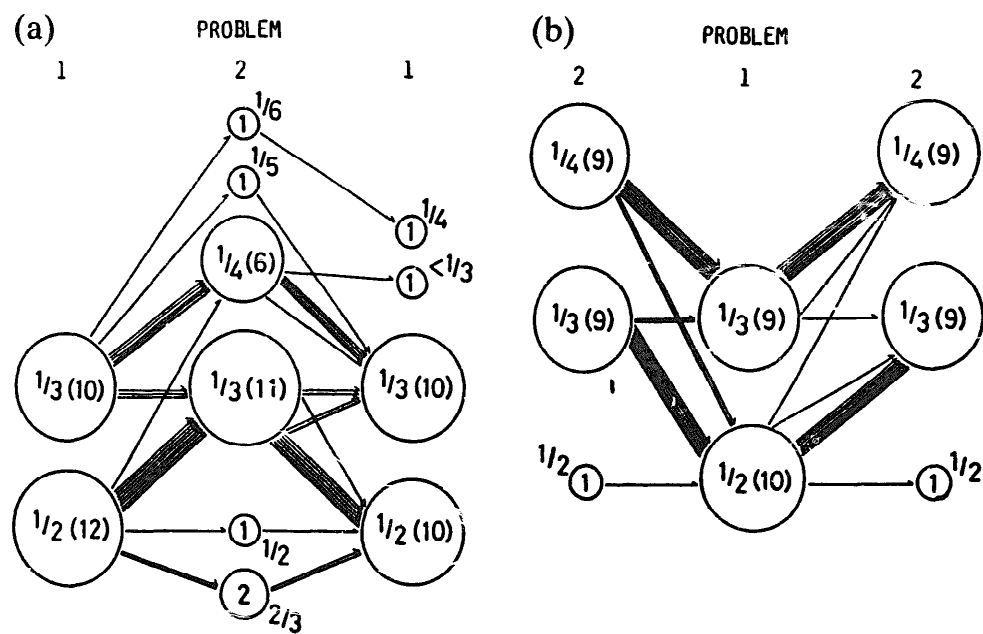 (a)
PROBLEM
1 2 1
1 1/6
1 1/5
1 1/4
1/4(6)
1 <1/3
1/3(10) 1/3(11) 1/3(10)
1/2(12) 1 1/2 1/2(10)
2 2/3
(b)
PROBLEM
2 1 2
1/4(9) 1/4(9)
1/3(9) 1/3(9) 1/3(9)
1/2 1 1/2(10) 1 1/2